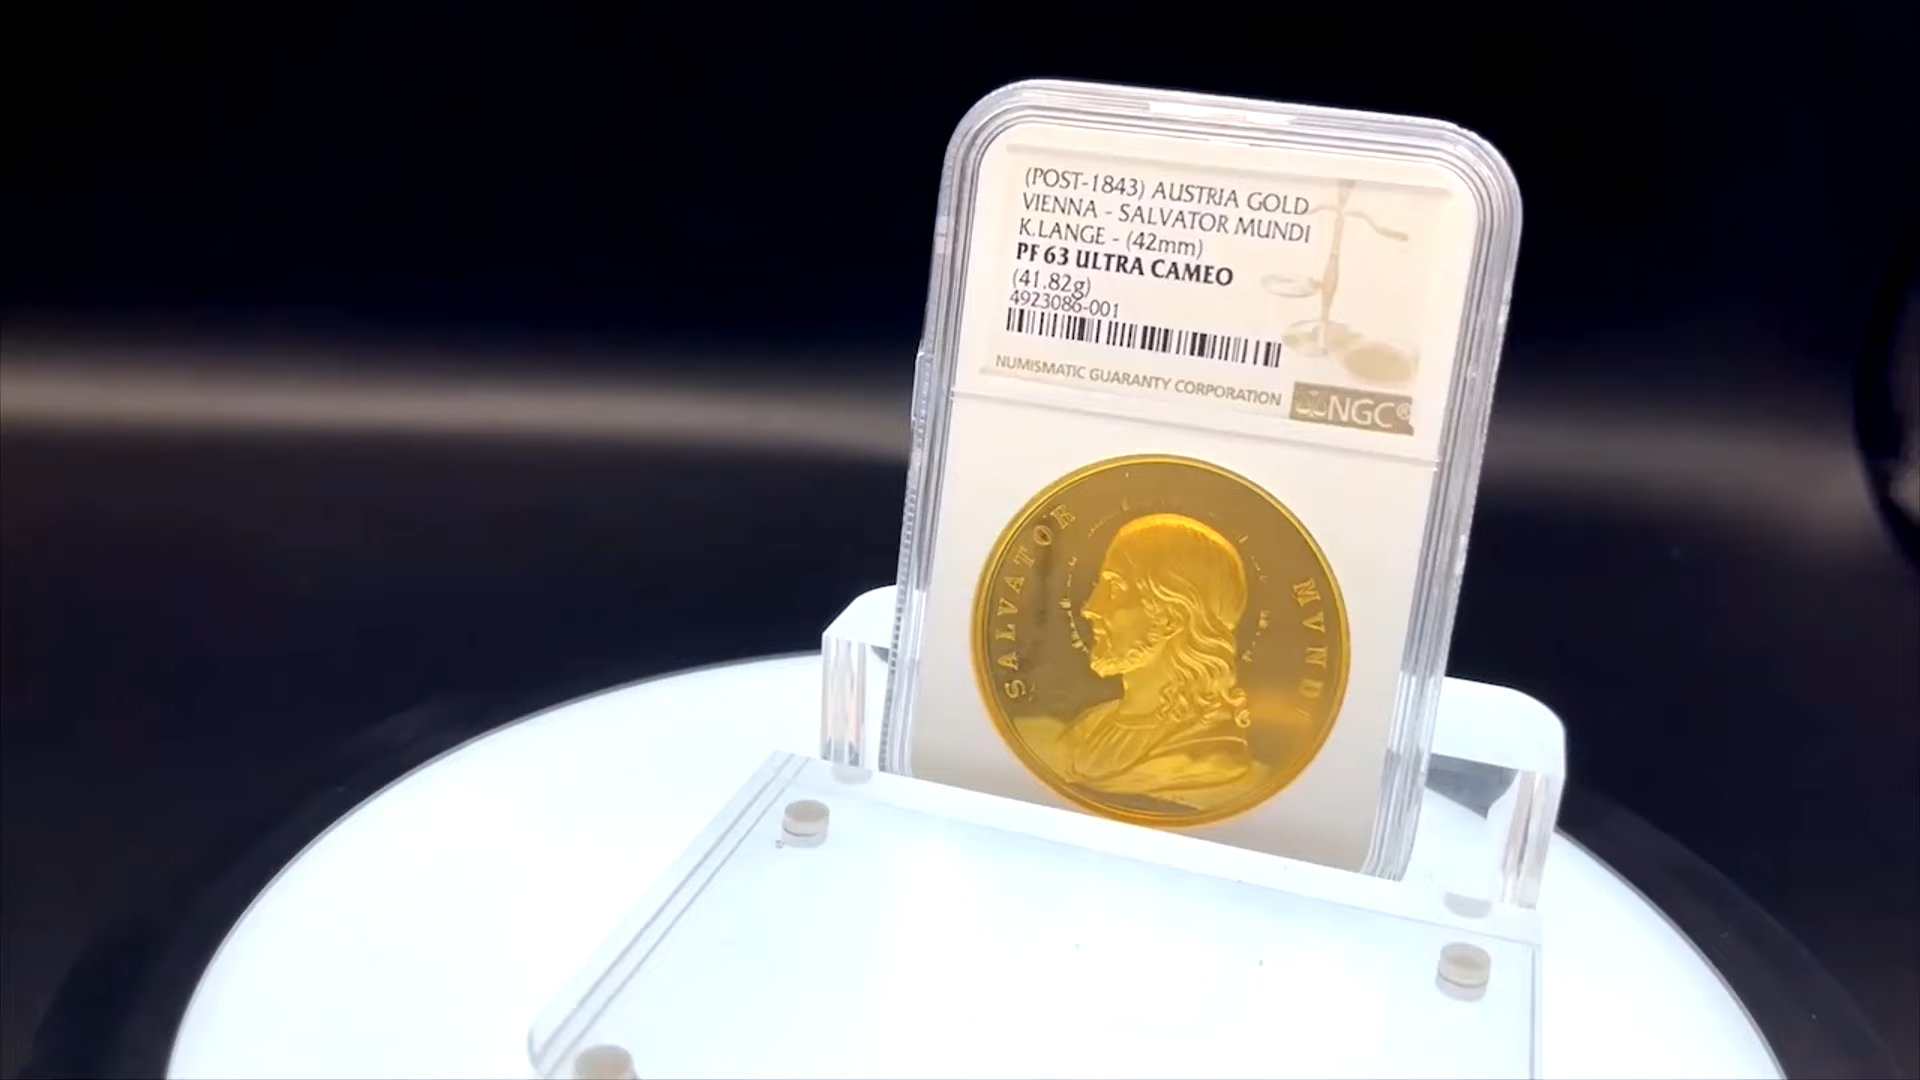 (POST-1843) AUSTRIA GOLD
VIENNA - SALVATOR MUNDI
K.LANGE - (42mm)
PF 63 ULTRA CAMEO
(41.82g)
4923086-001
NUMISMATIC GUARANTY CORPORATION
NGC®
SALVATOR MVNDI